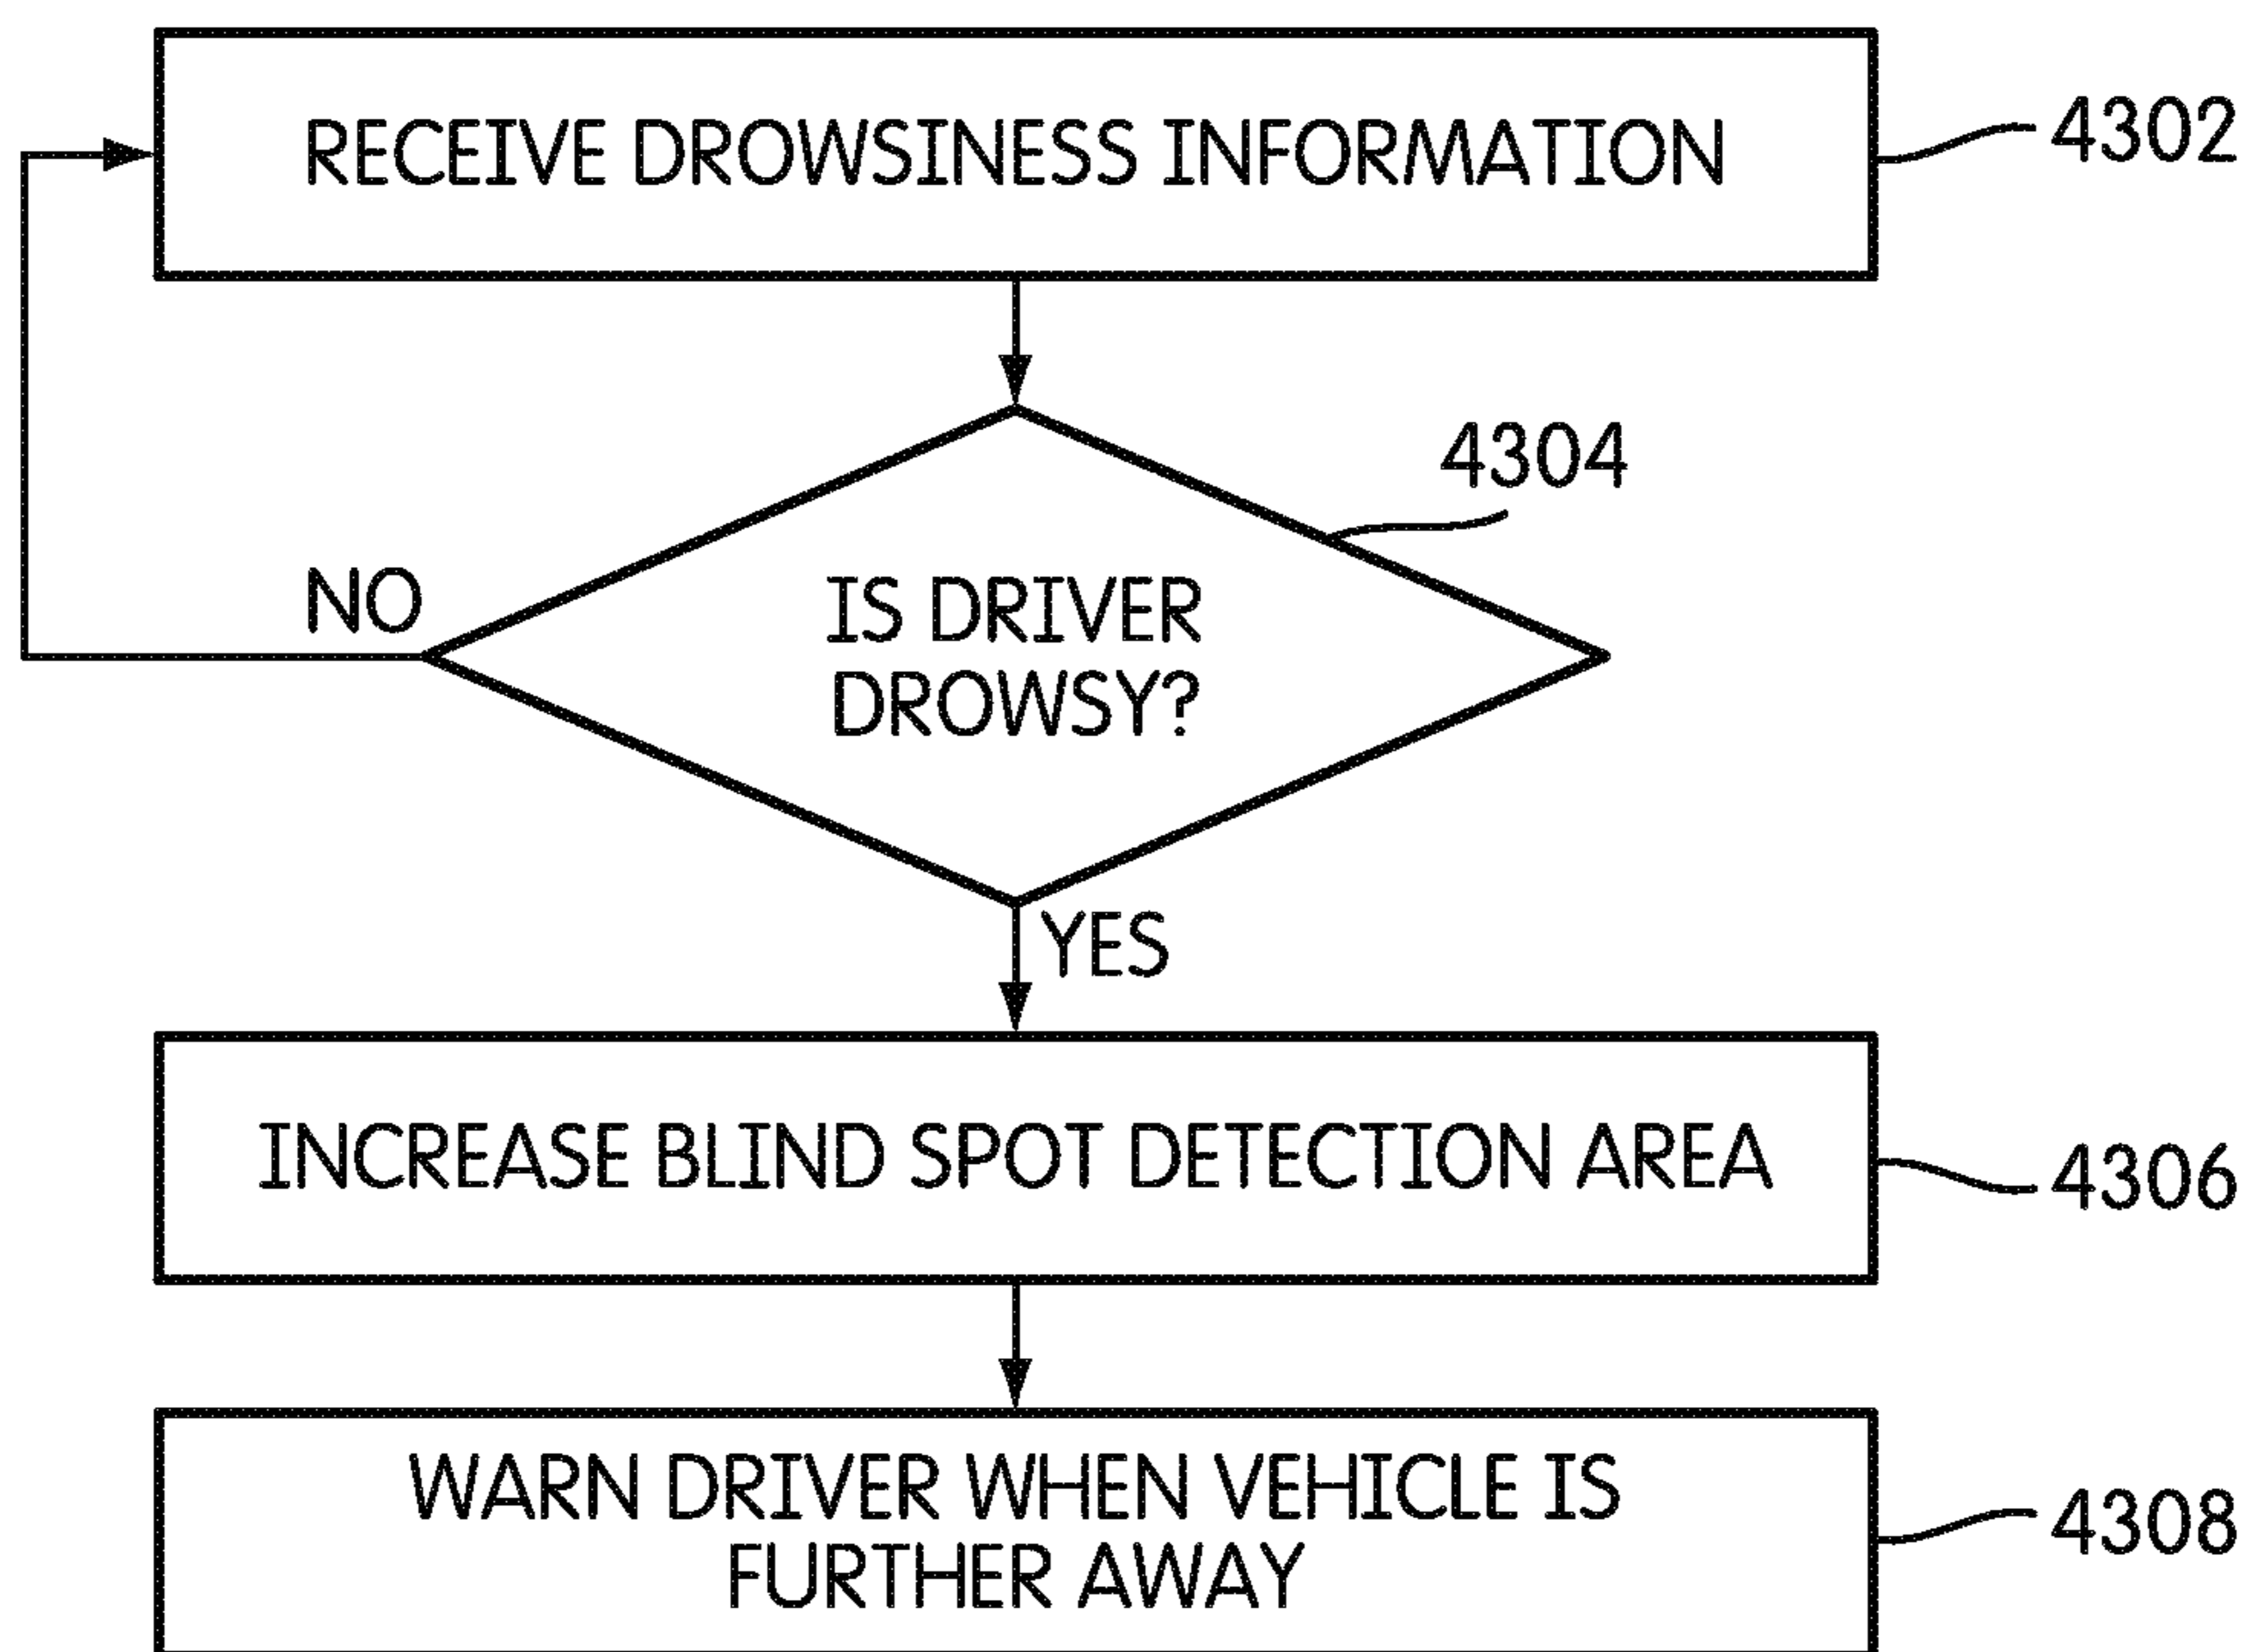 RECEIVE DROWSINESS INFORMATION
4302
4304
NO
IS DRIVER
DROWSY?
YES
INCREASE BLIND SPOT DETECTION AREA
4306
WARN DRIVER WHEN VEHICLE IS
FURTHER AWAY
4308